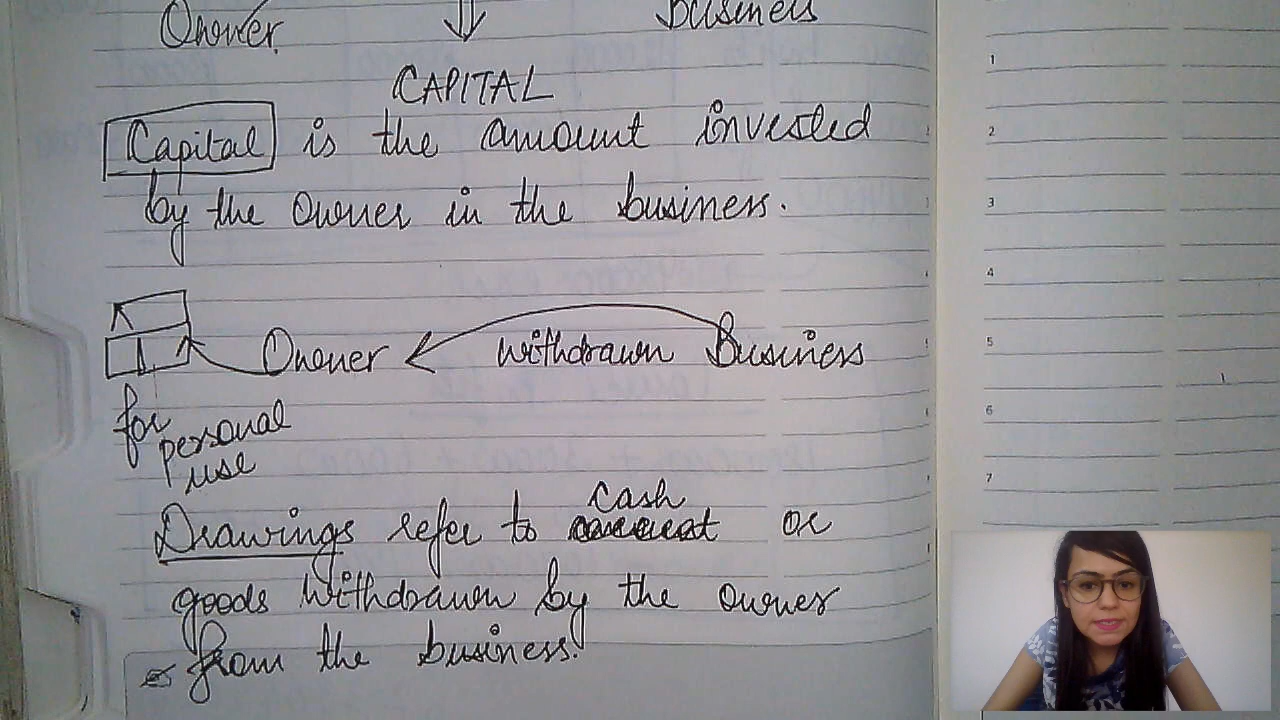 Owner Business
CAPITAL
Capital is the amount invested
by the owner in the business.
Owner withdrawn Business
for
personal
use
Cash
Drawings refer to or
goods withdrawn by the owner
from the business.
1
2
3
4
5
6
7